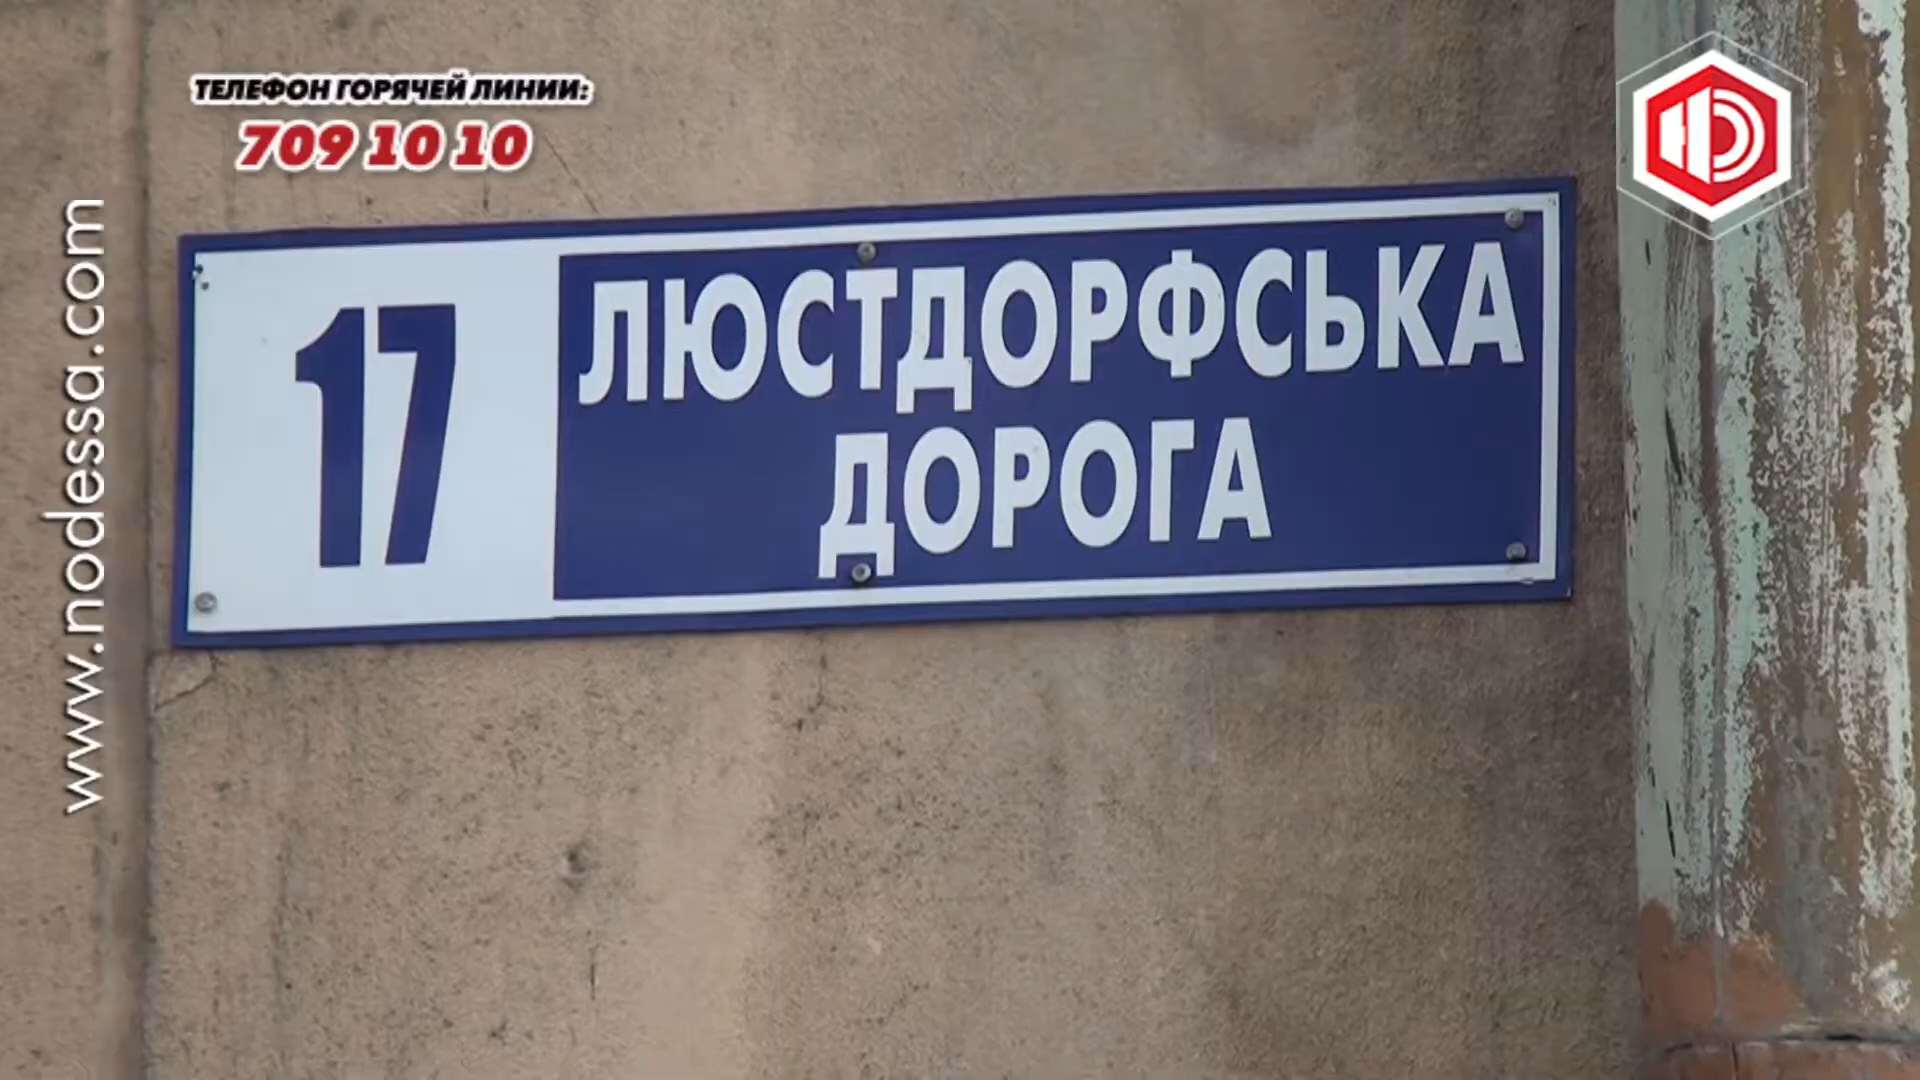 ТЕЛЕФОН ГОРЯЧЕЙ ЛИНИИ:
709 10 10
www.nodessa.com
17
ЛЮСТДОРФСЬКА
ДОРОГА